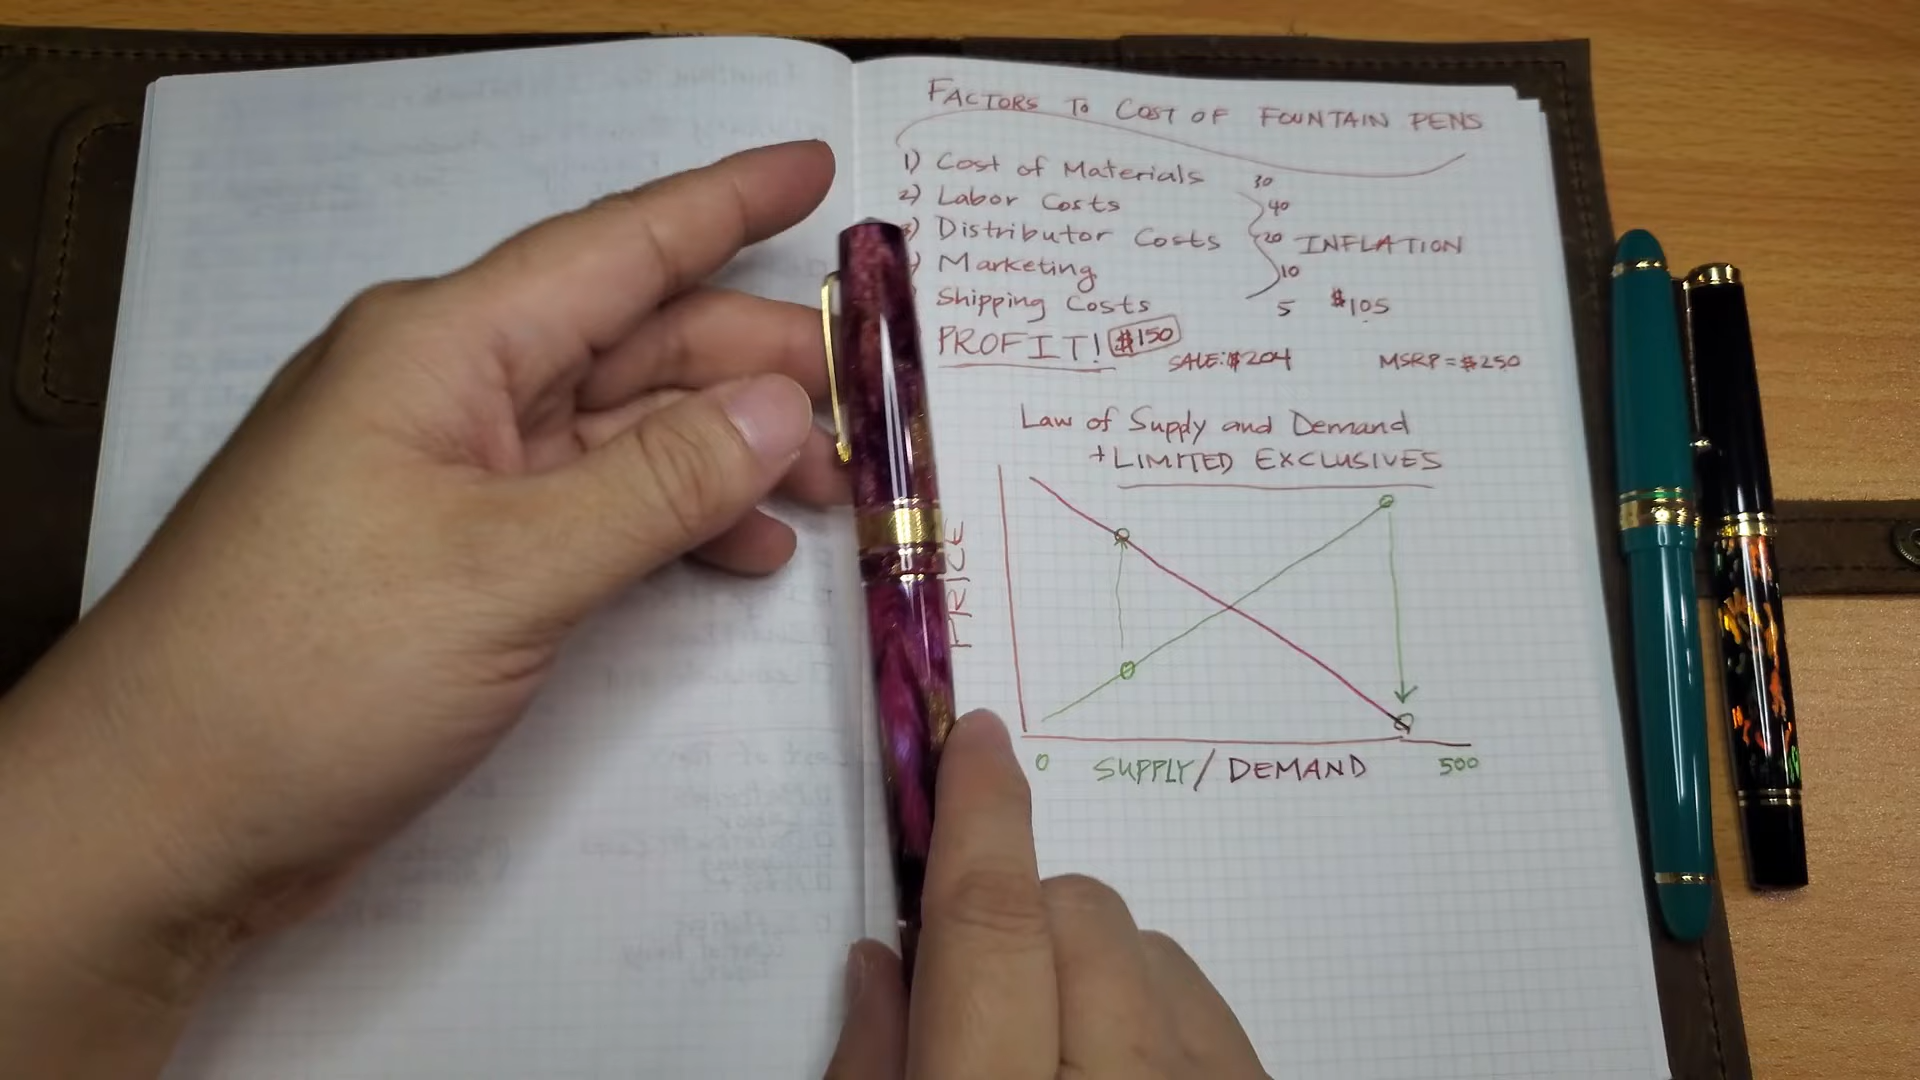 FACTORS TO COST OF FOUNTAIN PENS
1) Cost of Materials 30
2) Labor Costs 40
3) Distributor Costs 20 INFLATION
) Marketing 10
Shipping Costs 5 $105
PROFIT! $150 SALE: $204 MSRP = $250
Law of Supply and Demand
+ LIMITED EXCLUSIVES
PRICE
0 SUPPLY/DEMAND 500